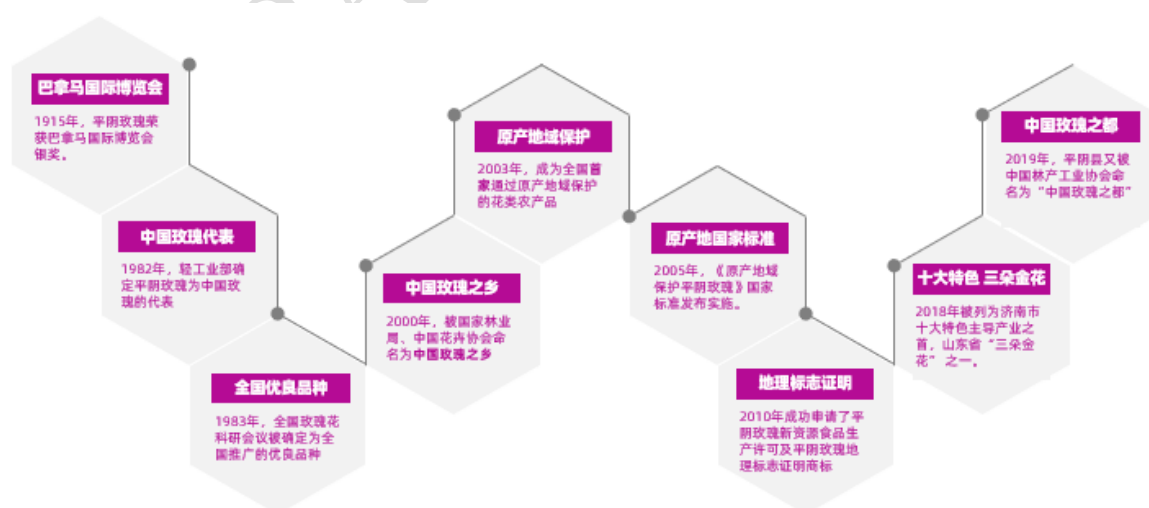 巴拿马国际博览会
1915年，平阴玫瑰荣
获巴拿马国际博览会
银奖。
中国玫瑰代表
1982年，轻工业部确
定平阴玫瑰为中国玫
瑰的代表
全国优良品种
1983年，全国玫瑰花
科研会议被确定为全
国推广的优良品种
中国玫瑰之乡
2000年，被国家林业
局、中国花卉协会命
名为中国玫瑰之乡
原产地域保护
2003年，成为全国首
家通过原产地域保护
的花类农产品
原产地国家标准
2005年，《原产地域
保护平阴玫瑰》国家
标准发布实施。
地理标志证明
2010年成功申请了平
阴玫瑰新资源食品生
产许可及平阴玫瑰地
理标志证明商标
十大特色 三朵金花
2018年被列为济南市
十大特色主导产业之
首，山东省“三朵金
花” 之一。
中国玫瑰之都
2019年，平阴县又被
中国林产工业协会命
名为“中国玫瑰之都”